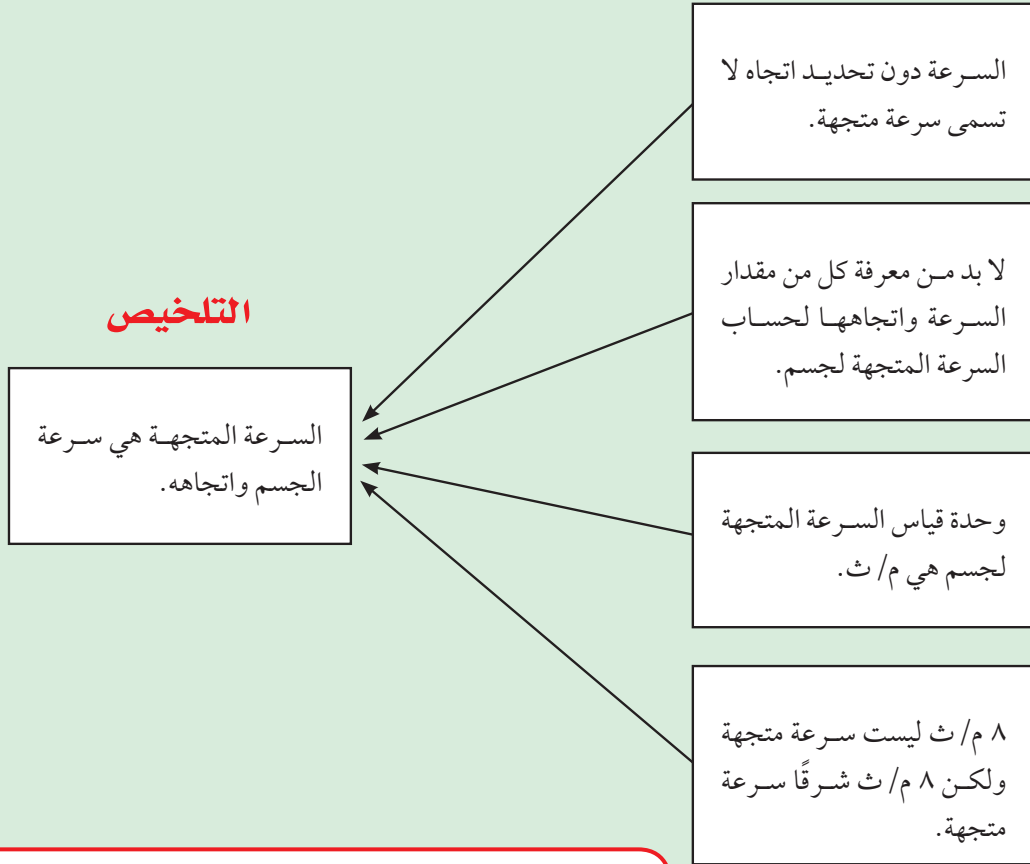 السرعة دون تحديد اتجاه لا
تسمى سرعة متجهة.
لا بد من معرفة كل من مقدار
السرعة واتجاهها لحساب
السرعة المتجهة لجسم.
وحدة قياس السرعة المتجهة
لجسم هي م/ ث.
٨ م/ ث ليست سرعة متجهة
ولكن ٨ م/ ث شرقًا سرعة
متجهة.
التلخيص
السرعة المتجهة هي سرعة
الجسم واتجاهه.